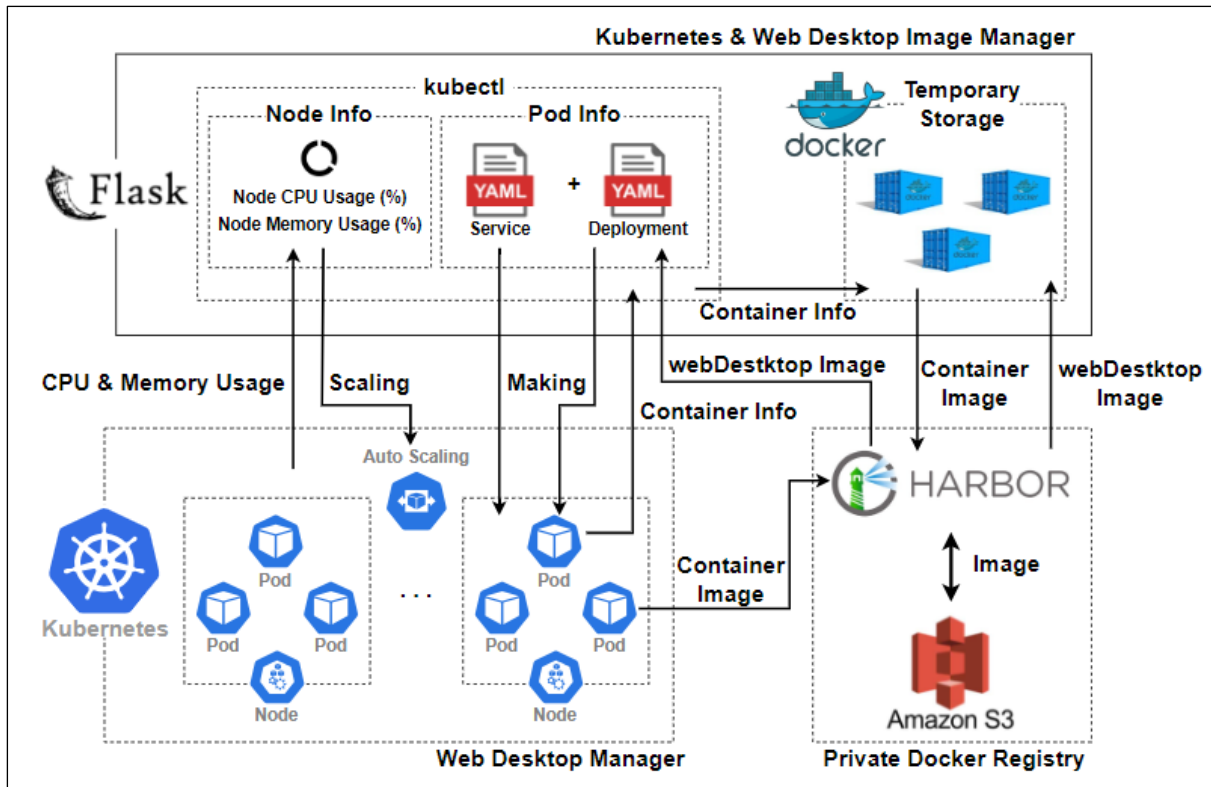 Kubernetes & Web Desktop Image Manager
kubectl
Node Info
Node CPU Usage (%)
Node Memory Usage (%)
Pod Info
YAML
+
YAML
Service
Deployment
docker
Temporary
Storage
docker
docker
docker
Flask
Container Info
CPU & Memory Usage
Scaling
Making
webDestktop Image
Container Info
Container
Image
webDestktop
Image
Auto Scaling
Kubernetes
Pod
Pod
Pod
Node
. . .
Pod
Pod
Pod
Node
Container
Image
Web Desktop Manager
HARBOR
Image
Amazon S3
Private Docker Registry